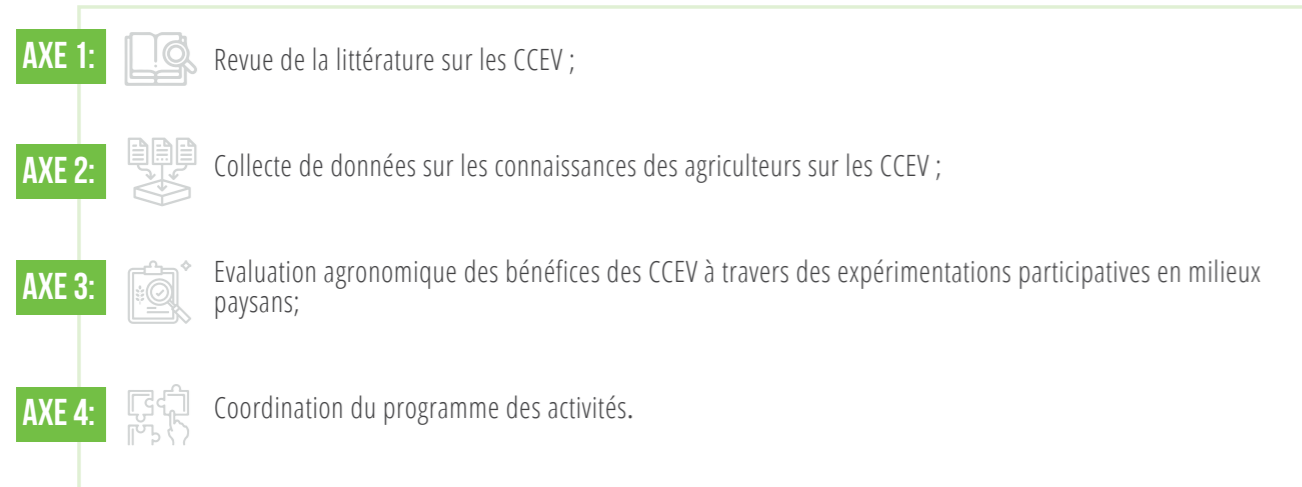 AXE 1: Revue de la littérature sur les CCEV ;
AXE 2: Collecte de données sur les connaissances des agriculteurs sur les CCEV ;
AXE 3: Evaluation agronomique des bénéfices des CCEV à travers des expérimentations participatives en milieux
paysans;
AXE 4: Coordination du programme des activités.